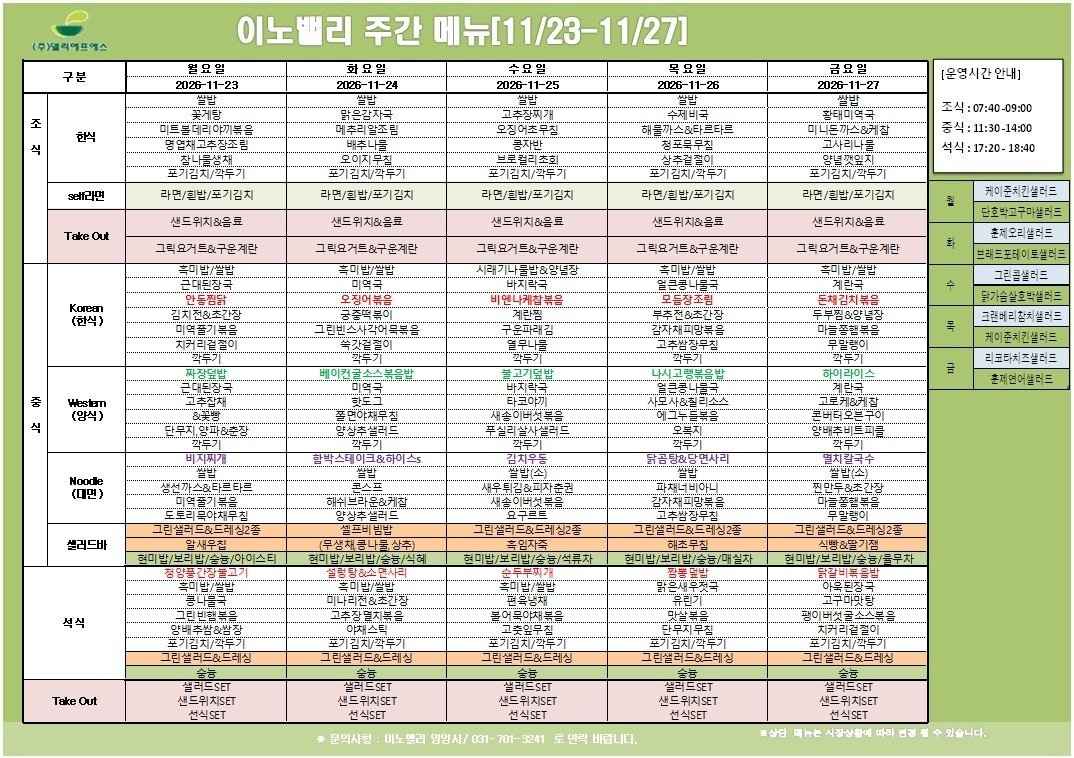 (주)델리에프에스
이노밸리 주간 메뉴[11/23-11/27]
구분 월요일 화요일 수요일 목요일 금요일
2026-11-23 2026-11-24 2026-11-25 2026-11-26 2026-11-27
조식
한식
쌀밥 쌀밥 쌀밥 쌀밥 쌀밥
꽃게탕 맑은감자국 고추장찌개 수제비국 황태미역국
미트볼데리야끼볶음 메추리알조림 오징어초무침 해물까스&타르타르 미니돈까스&케찹
명엽채고추장조림 배추나물 콩자반 청포묵무침 고사리나물
참나물생채 오이지무침 브로컬리초회 상추겉절이 양념깻잎지
포기김치/깍두기 포기김치/깍두기 포기김치/깍두기 포기김치/깍두기 포기김치/깍두기
self라면 라면/흰밥/포기김치 라면/흰밥/포기김치 라면/흰밥/포기김치 라면/흰밥/포기김치 라면/흰밥/포기김치
Take Out
샌드위치&음료 샌드위치&음료 샌드위치&음료 샌드위치&음료 샌드위치&음료
그릭요거트&구운계란 그릭요거트&구운계란 그릭요거트&구운계란 그릭요거트&구운계란 그릭요거트&구운계란
중식
Korean
(한식)
흑미밥/쌀밥 흑미밥/쌀밥 시래기나물밥&양념장 흑미밥/쌀밥 흑미밥/쌀밥
근대된장국 미역국 바지락국 얼큰콩나물국 계란국
안동찜닭 오징어볶음 비엔나케찹볶음 모듬장조림 돈채김치볶음
김치전&초간장 궁중떡볶이 계란찜 부추전&초간장 두부찜&양념장
미역줄기볶음 그린빈스사각어묵볶음 구운파래김 감자채피망볶음 마늘쫑햄볶음
치커리겉절이 쑥갓겉절이 열무나물 고추쌈장무침 무말랭이
깍두기 깍두기 깍두기 깍두기 깍두기
Western
(양식)
짜장덮밥 베이컨굴소스볶음밥 불고기덮밥 나시고랭볶음밥 하이라이스
근대된장국 미역국 바지락국 얼큰콩나물국 계란국
고추잡채 핫도그 타코야끼 사모사&칠리소스 고로케&케찹
&꽃빵 쫄면야채무침 새송이버섯볶음 에그누들볶음 콘버터오븐구이
단무지,양파&춘장 양상추샐러드 푸실리살사샐러드 오복지 양배추비트피클
깍두기 깍두기 깍두기 깍두기 깍두기
Noodle
(대면)
비지찌개 함박스테이크&하이스s 김치우동 닭곰탕&당면사리 멸치칼국수
쌀밥 쌀밥 쌀밥(소) 쌀밥 쌀밥(소)
생선까스&타르타르 콘스프 새우튀김&피자춘권 파채너비아니 찐만두&초간장
미역줄기볶음 해쉬브라운&케찹 새송이버섯볶음 감자채피망볶음 마늘쫑햄볶음
도토리묵야채무침 양상추샐러드 요구르트 고추쌈장무침 무말랭이
샐러드바
그린샐러드&드레싱2종 셀프비빔밥 그린샐러드&드레싱2종 그린샐러드&드레싱2종 그린샐러드&드레싱2종
알새우칩 (무생채,콩나물,상추) 흑임자죽 해초무침 식빵&딸기잼
현미밥/보리밥/숭늉/아이스티 현미밥/보리밥/숭늉/식혜 현미밥/보리밥/숭늉/석류차 현미밥/보리밥/숭늉/매실차 현미밥/보리밥/숭늉/율무차
석식
청양풍간장불고기 설렁탕&소면사리 순두부찌개 짬뽕덮밥 닭갈비볶음밥
흑미밥/쌀밥 흑미밥/쌀밥 흑미밥/쌀밥 맑은새우젓국 아욱된장국
콩나물국 미나리전&초간장 편육냉채 유린기 고구마맛탕
그린빈햄볶음 고추장멸치볶음 볼어묵야채볶음 맛살볶음 팽이버섯굴소스볶음
양배추쌈&쌈장 야채스틱 고춧잎무침 단무지무침 치커리겉절이
포기김치/깍두기 포기김치/깍두기 포기김치/깍두기 포기김치/깍두기 포기김치/깍두기
그린샐러드&드레싱 그린샐러드&드레싱 그린샐러드&드레싱 그린샐러드&드레싱 그린샐러드&드레싱
숭늉 숭늉 숭늉 숭늉 숭늉
Take Out
샐러드SET 샐러드SET 샐러드SET 샐러드SET 샐러드SET
샌드위치SET 샌드위치SET 샌드위치SET 샌드위치SET 샌드위치SET
선식SET 선식SET 선식SET 선식SET 선식SET
[운영시간 안내]
조식 : 07:40 -09:00
중식 : 11:30 -14:00
석식 : 17:20 - 18:40
월 케이준치킨샐러드
단호박고구마샐러드
화 훈제오리샐러드
브래드포테이토샐러드
수 그린콥샐러드
닭가슴살호박샐러드
목 크랜베리참치샐러드
케이준치킨샐러드
금 리코타치즈샐러드
훈제연어샐러드
※ 문의사항 : 이노밸리 영양사/ 031-701-3241 로 연락 바랍니다.
※상단 메뉴는 시장상황에 따라 변경 될 수 있습니다.